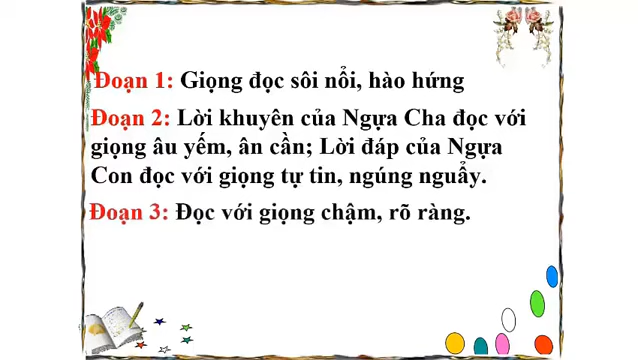 Đoạn 1: Giọng đọc sôi nổi, hào hứng
Đoạn 2: Lời khuyên của Ngựa Cha đọc với
giọng âu yếm, ân cần; Lời đáp của Ngựa
Con đọc với giọng tự tin, ngúng nguẩy.
Đoạn 3: Đọc với giọng chậm, rõ ràng.